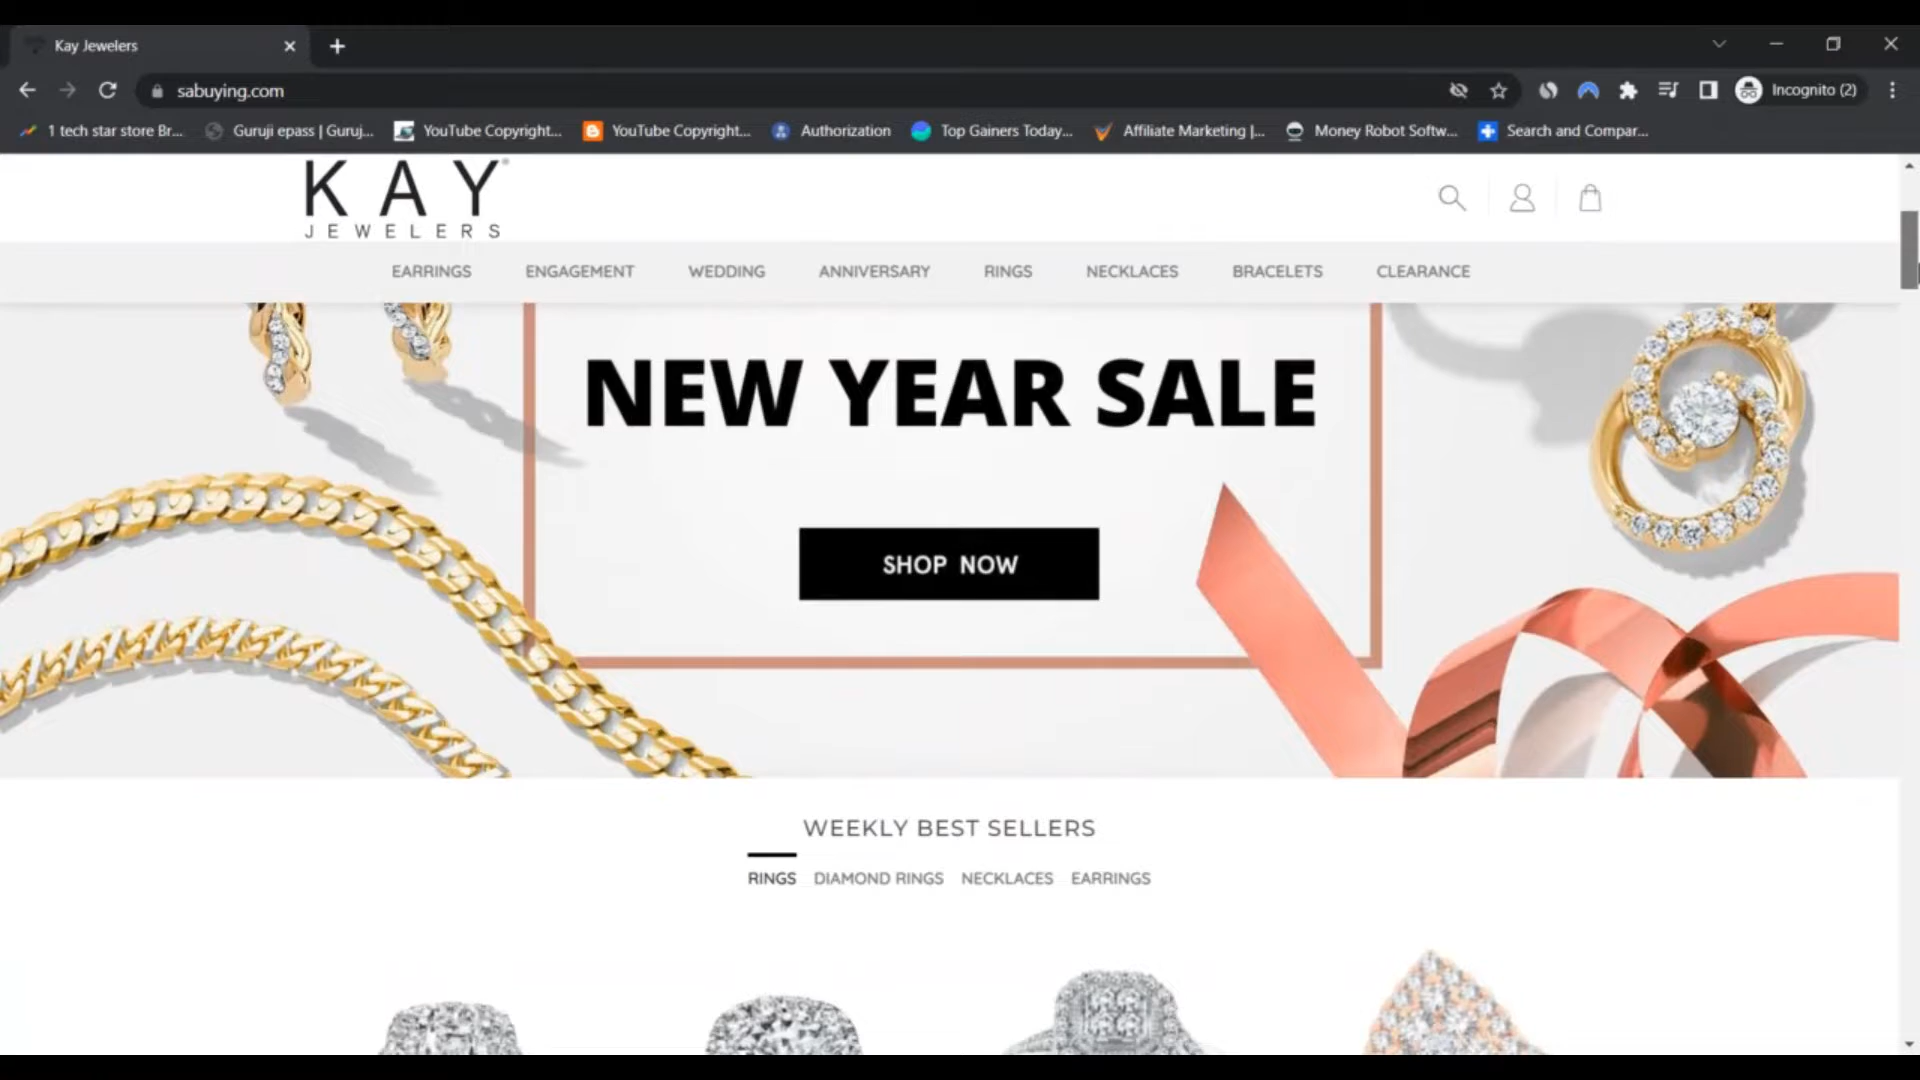 Kay Jewelers
sabuying.com
Incognito (2)
1 tech star store Br...
Guruji epass | Guruj...
YouTube Copyright...
YouTube Copyright...
Authorization
Top Gainers Today...
Affiliate Marketing |...
Money Robot Softw...
Search and Compar...
KAY
JEWELERS
EARRINGS
ENGAGEMENT
WEDDING
ANNIVERSARY
RINGS
NECKLACES
BRACELETS
CLEARANCE
NEW YEAR SALE
SHOP NOW
WEEKLY BEST SELLERS
RINGS
DIAMOND RINGS
NECKLACES
EARRINGS